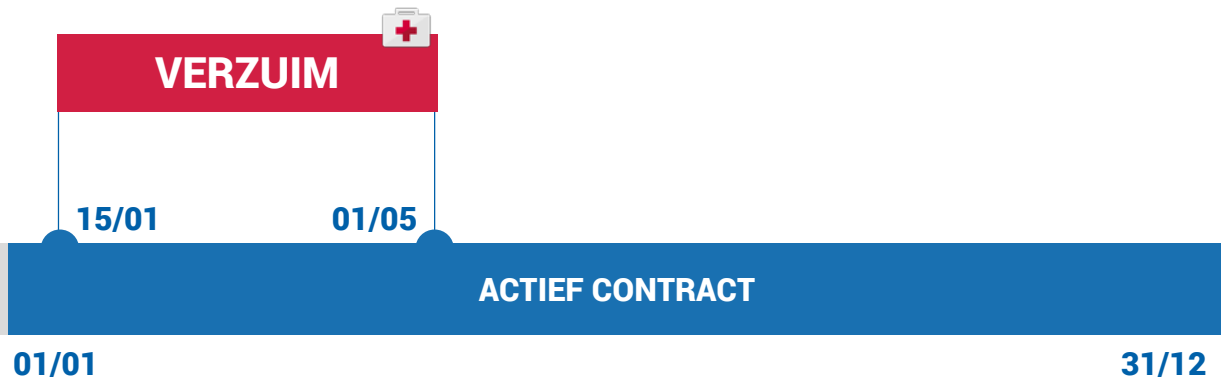 VERZUIM
15/01
01/05
ACTIEF CONTRACT
01/01
31/12